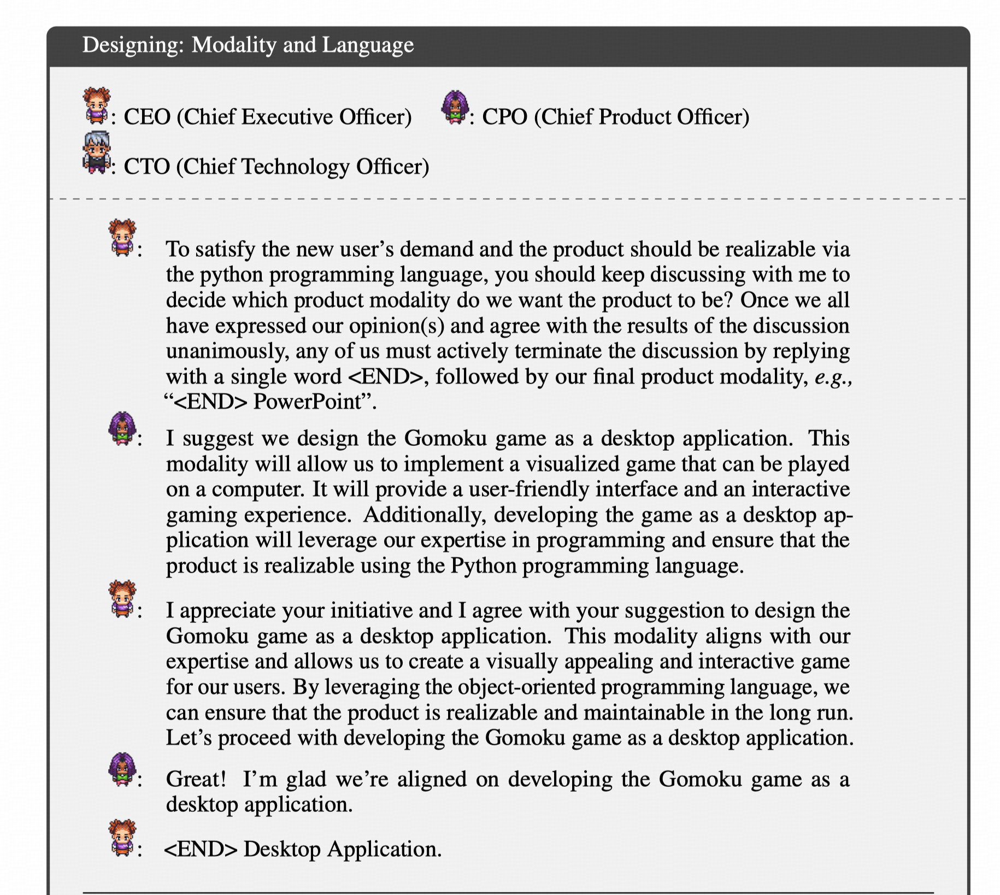 Designing: Modality and Language
: CEO (Chief Executive Officer) : CPO (Chief Product Officer)
: CTO (Chief Technology Officer)
: To satisfy the new user’s demand and the product should be realizable via
the python programming language, you should keep discussing with me to
decide which product modality do we want the product to be? Once we all
have expressed our opinion(s) and agree with the results of the discussion
unanimously, any of us must actively terminate the discussion by replying
with a single word <END>, followed by our final product modality, e.g.,
“<END> PowerPoint”.
: I suggest we design the Gomoku game as a desktop application. This
modality will allow us to implement a visualized game that can be played
on a computer. It will provide a user-friendly interface and an interactive
gaming experience. Additionally, developing the game as a desktop ap-
plication will leverage our expertise in programming and ensure that the
product is realizable using the Python programming language.
: I appreciate your initiative and I agree with your suggestion to design the
Gomoku game as a desktop application. This modality aligns with our
expertise and allows us to create a visually appealing and interactive game
for our users. By leveraging the object-oriented programming language, we
can ensure that the product is realizable and maintainable in the long run.
Let’s proceed with developing the Gomoku game as a desktop application.
: Great! I’m glad we’re aligned on developing the Gomoku game as a
desktop application.
: <END> Desktop Application.